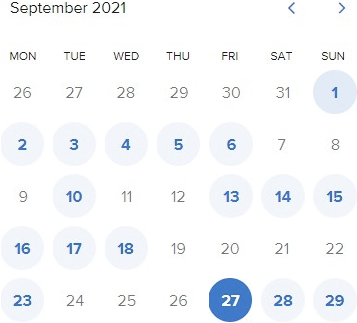 September 2021
MON TUE WED THU FRI SAT SUN
26 27 28 29 30 31 1
2 3 4 5 6 7 8
9 10 11 12 13 14 15
16 17 18 19 20 21 22
23 24 25 26 27 28 29